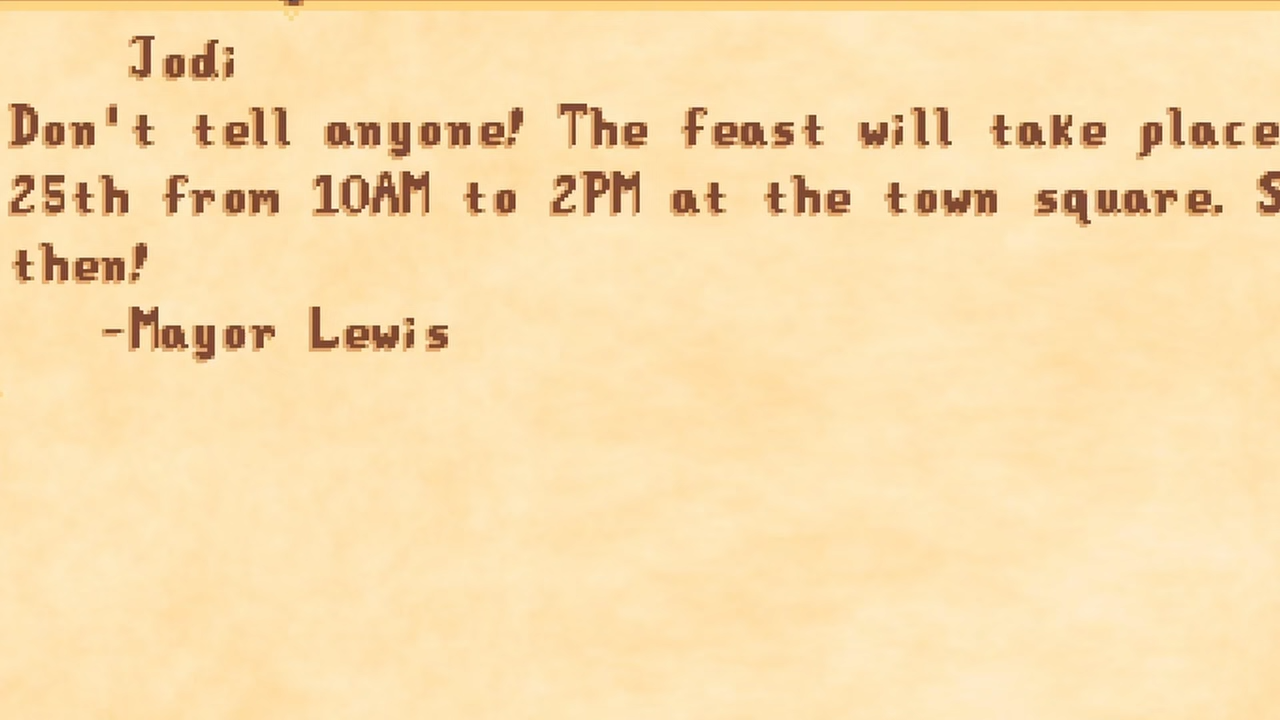 Jodi
Don't tell anyone! The feast will take place
25th from 10AM to 2PM at the town square.
then!
-Mayor Lewis